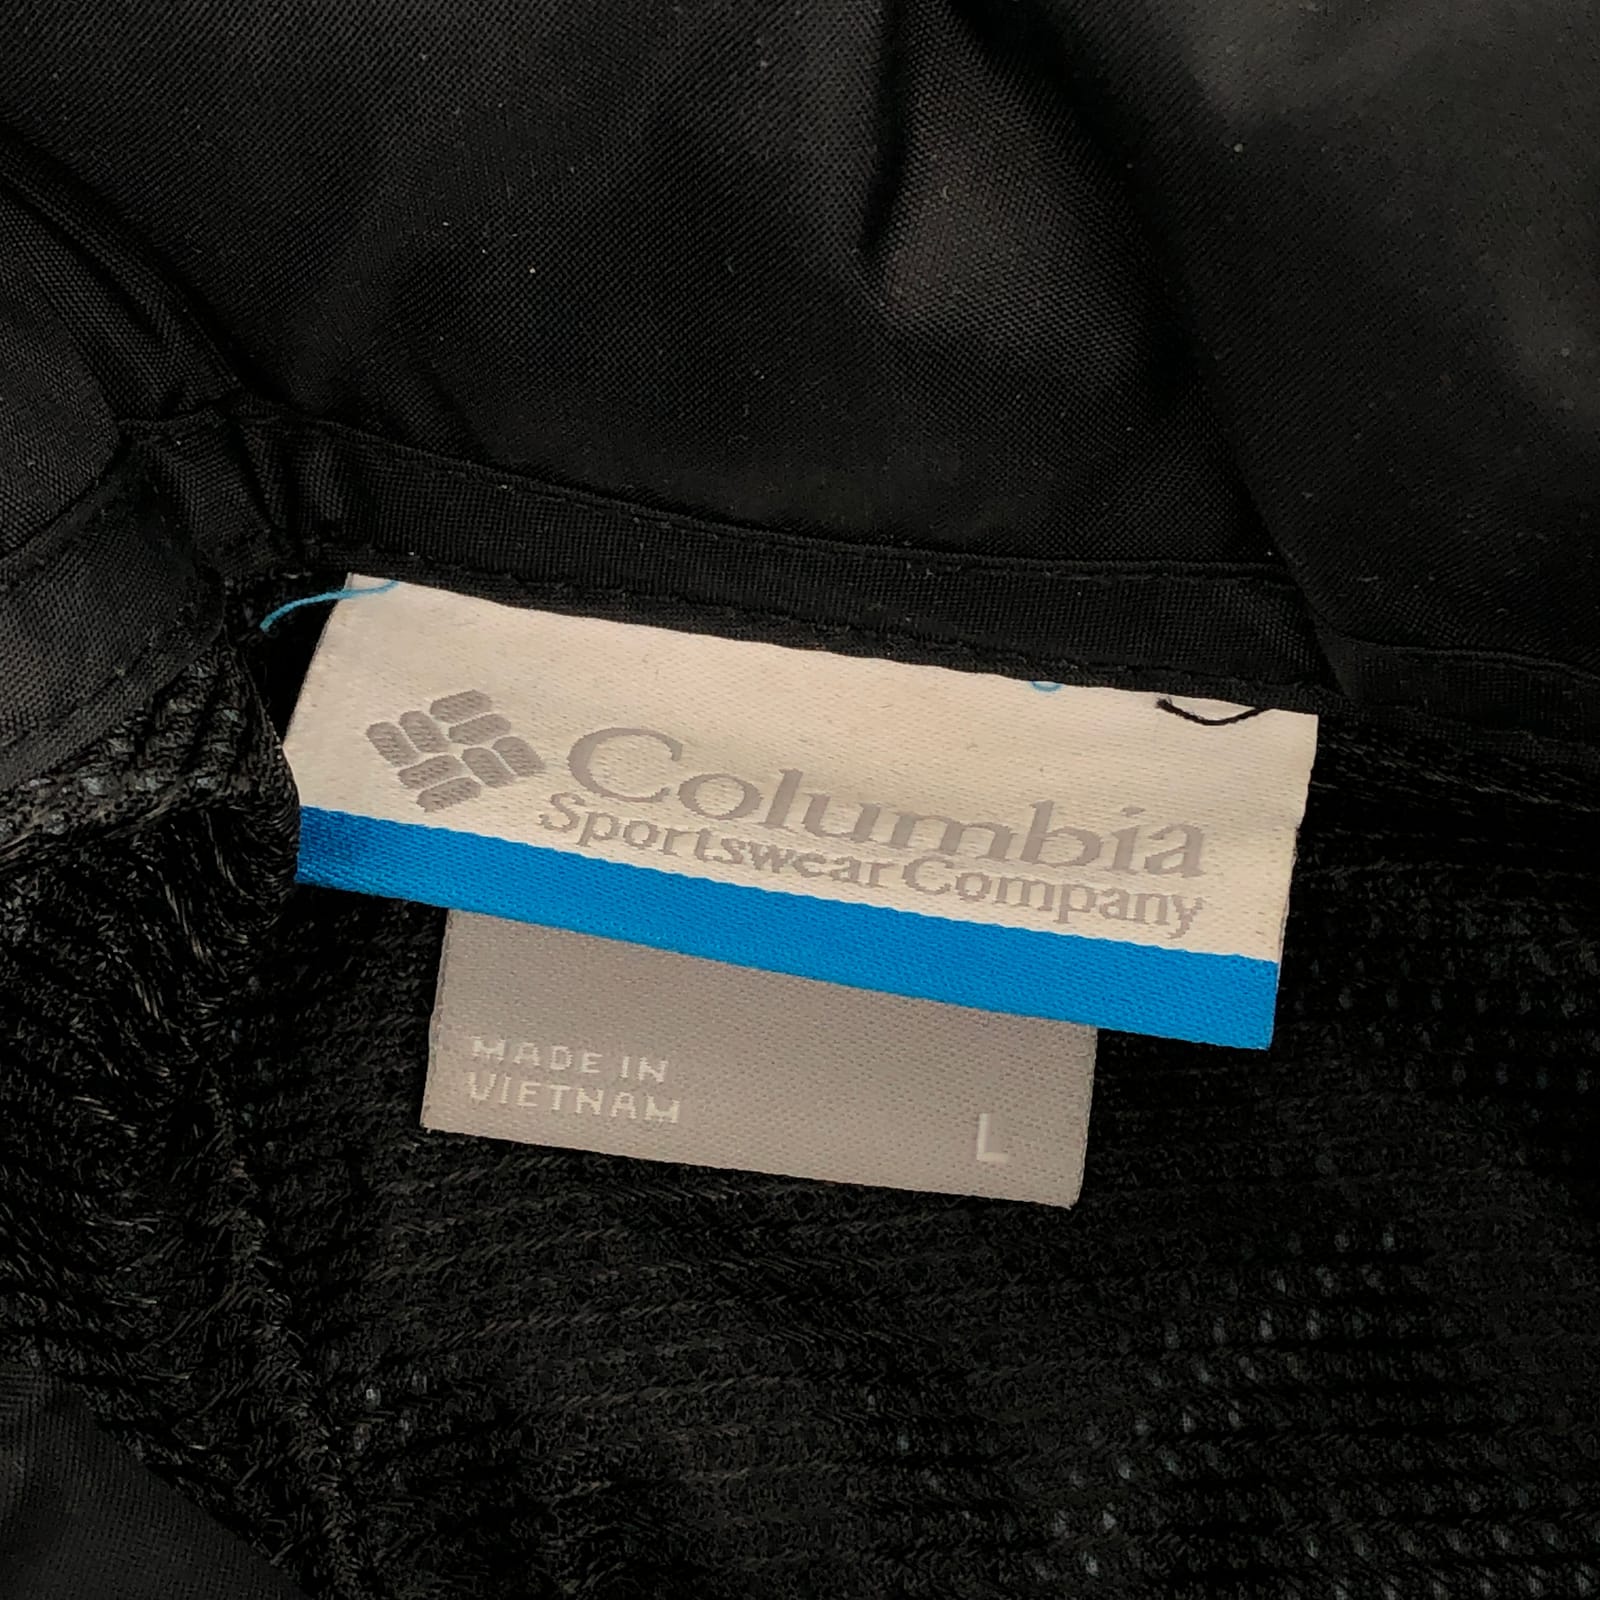 Columbia
Sportswear Company
MADE IN
VIETNAM
L